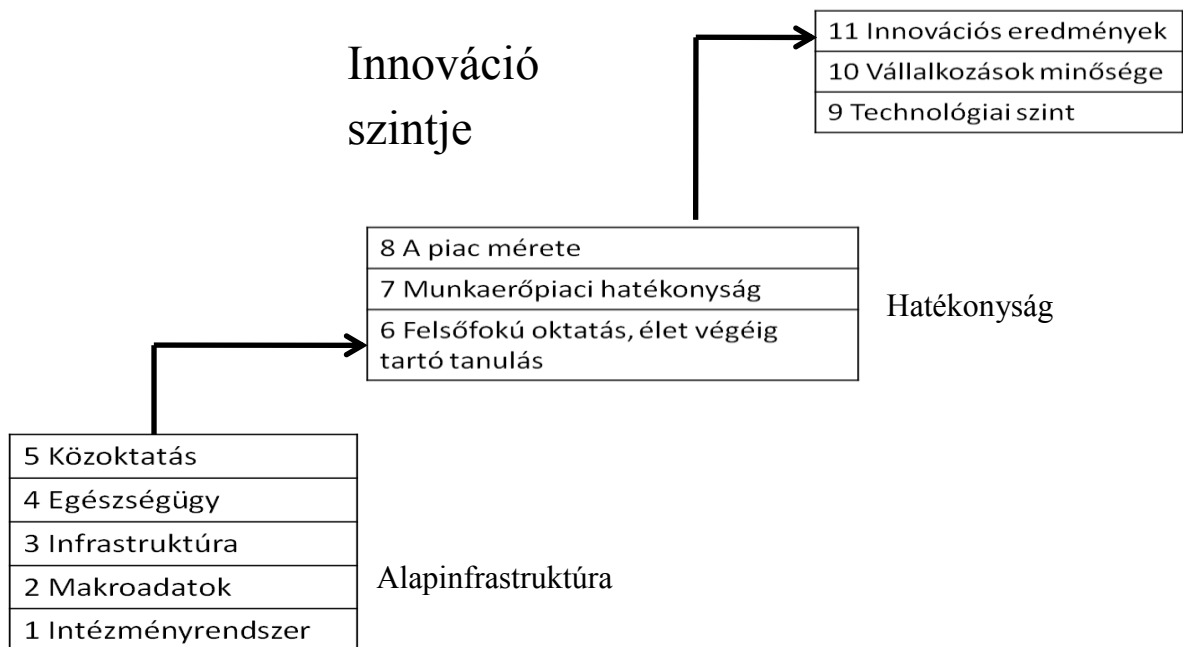 Innováció
szintje
11 Innovációs eredmények
10 Vállalkozások minősége
9 Technológiai szint
8 A piac mérete
7 Munkaerőpiaci hatékonyság
6 Felsőfokú oktatás, élet végéig
tartó tanulás
Hatékonyság
5 Közoktatás
4 Egészségügy
3 Infrastruktúra
2 Makroadatok
1 Intézményrendszer
Alapinfrastruktúra